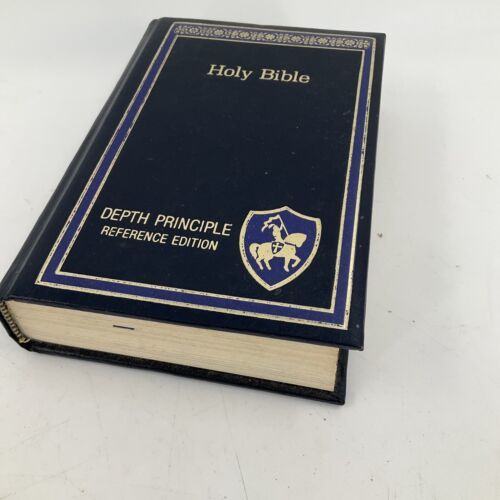 Holy Bible
DEPTH PRINCIPLE
REFERENCE EDITION